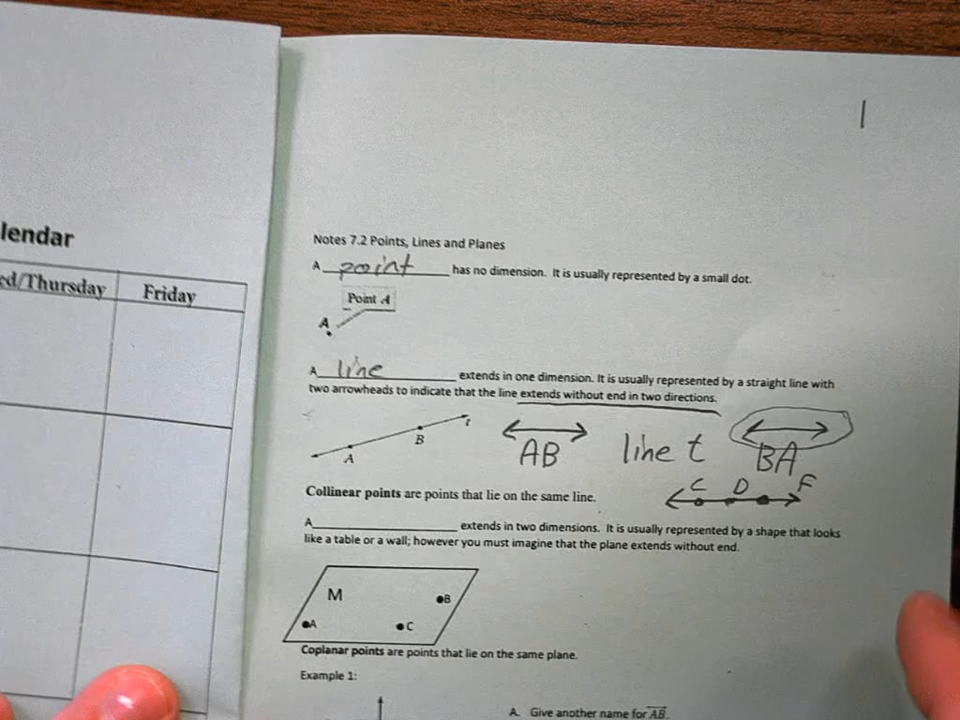 lendar
ed/Thursday Friday
1
Notes 7.2 Points, Lines and Planes
A point has no dimension. It is usually represented by a small dot.
Point A
A
A line extends in one dimension. It is usually represented by a straight line with
two arrowheads to indicate that the line extends without end in two directions.
A B t AB line t BA
C D F
Collinear points are points that lie on the same line.
A____________ extends in two dimensions. It is usually represented by a shape that looks
like a table or a wall; however you must imagine that the plane extends without end.
M
A C B
Coplanar points are points that lie on the same plane.
Example 1:
A. Give another name for AB.